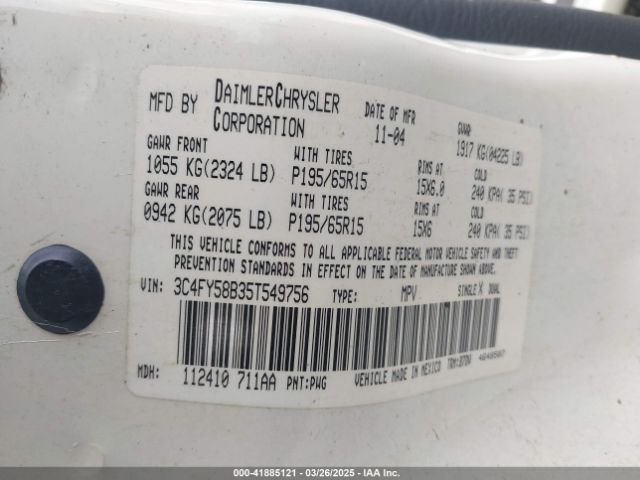 MFD BY DAIMLERCHRYSLER CORPORATION DATE OF MFR 11-04 GVWR 1917 KG(04225 LB)
GAWR FRONT WITH TIRES RIMS AT COLD
1055 KG(2324 LB) P195/65R15 15X6.0 240 KPA( 35 PSI)
GAWR REAR WITH TIRES RIMS AT COLD
0942 KG(2075 LB) P195/65R15 15X6 240 KPA( 35 PSI)
THIS VEHICLE CONFORMS TO ALL APPLICABLE FEDERAL MOTOR VEHICLE SAFETY AND THEFT
PREVENTION STANDARDS IN EFFECT ON THE DATE OF MANUFACTURE SHOWN ABOVE.
VIN: 3C4FY58B35T549756 TYPE: MPV SINGLE X DUAL
MDH: 112410 711AA PNT:PWG VEHICLE MADE IN MEXICO
000-41885121 - 03/26/2025 - IAA Inc.